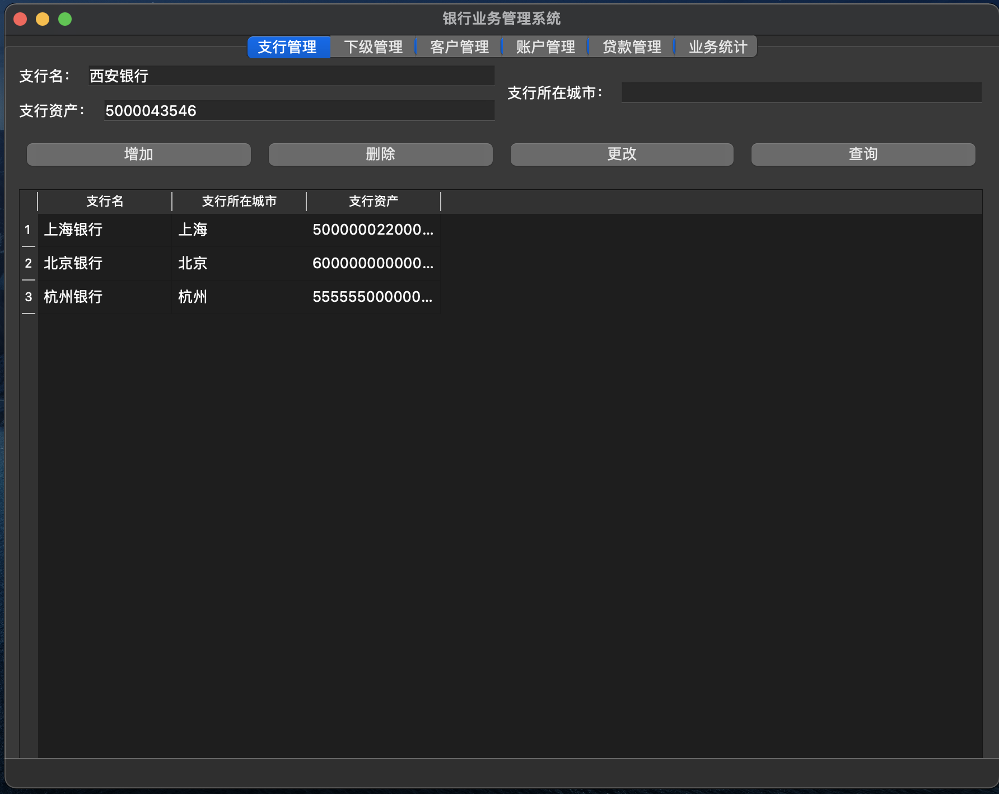 银行业务管理系统
支行管理 下级管理 客户管理 账户管理 贷款管理 业务统计
支行名： 西安银行
支行所在城市：
支行资产： 5000043546
增加 删除 更改 查询
支行名 支行所在城市 支行资产
1 上海银行 上海 500000022000...
2 北京银行 北京 600000000000...
3 杭州银行 杭州 555555000000...